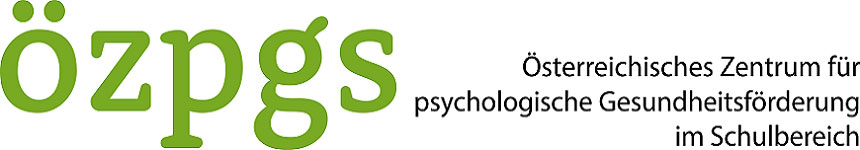 özpgs
Österreichisches Zentrum für
psychologische Gesundheitsförderung
im Schulbereich